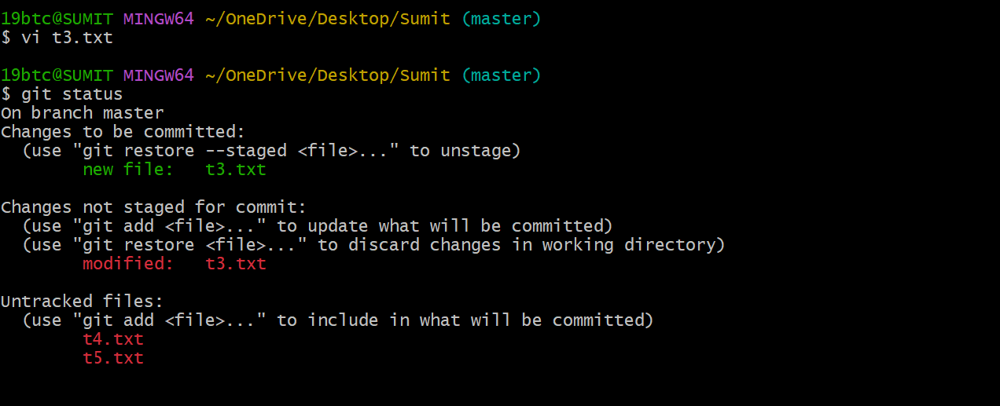 19btc@SUMIT MINGW64 ~/OneDrive/Desktop/Sumit (master)
$ vi t3.txt
19btc@SUMIT MINGW64 ~/OneDrive/Desktop/Sumit (master)
$ git status
On branch master
Changes to be committed:
  (use "git restore --staged <file>..." to unstage)
        new file:   t3.txt
Changes not staged for commit:
  (use "git add <file>..." to update what will be committed)
  (use "git restore <file>..." to discard changes in working directory)
        modified:   t3.txt
Untracked files:
  (use "git add <file>..." to include in what will be committed)
        t4.txt
        t5.txt